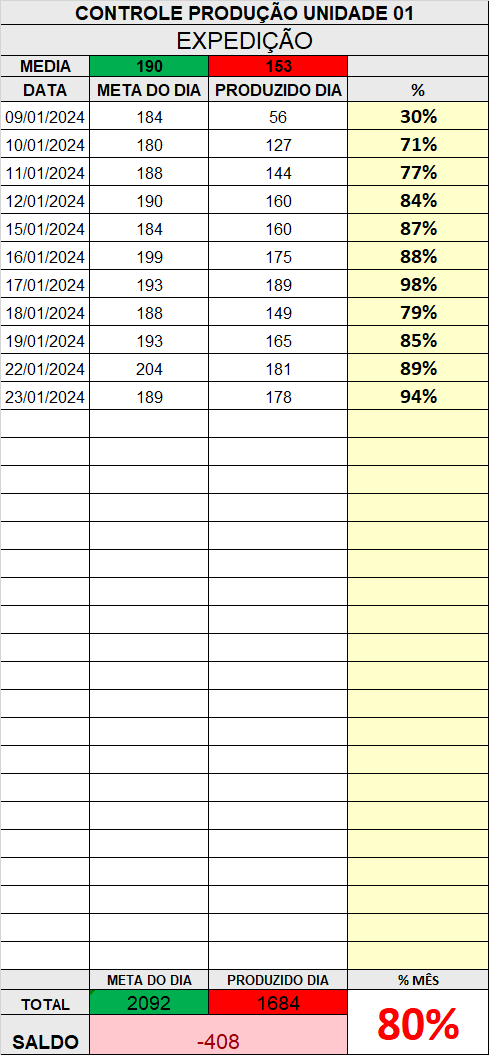 CONTROLE PRODUÇÃO UNIDADE 01
EXPEDIÇÃO
MEDIA 190 153
DATA META DO DIA PRODUZIDO DIA %
09/01/2024 184 56 30%
10/01/2024 180 127 71%
11/01/2024 188 144 77%
12/01/2024 190 160 84%
15/01/2024 184 160 87%
16/01/2024 199 175 88%
17/01/2024 193 189 98%
18/01/2024 188 149 79%
19/01/2024 193 165 85%
22/01/2024 204 181 89%
23/01/2024 189 178 94%
META DO DIA PRODUZIDO DIA % MÊS
TOTAL 2092 1684 80%
SALDO -408